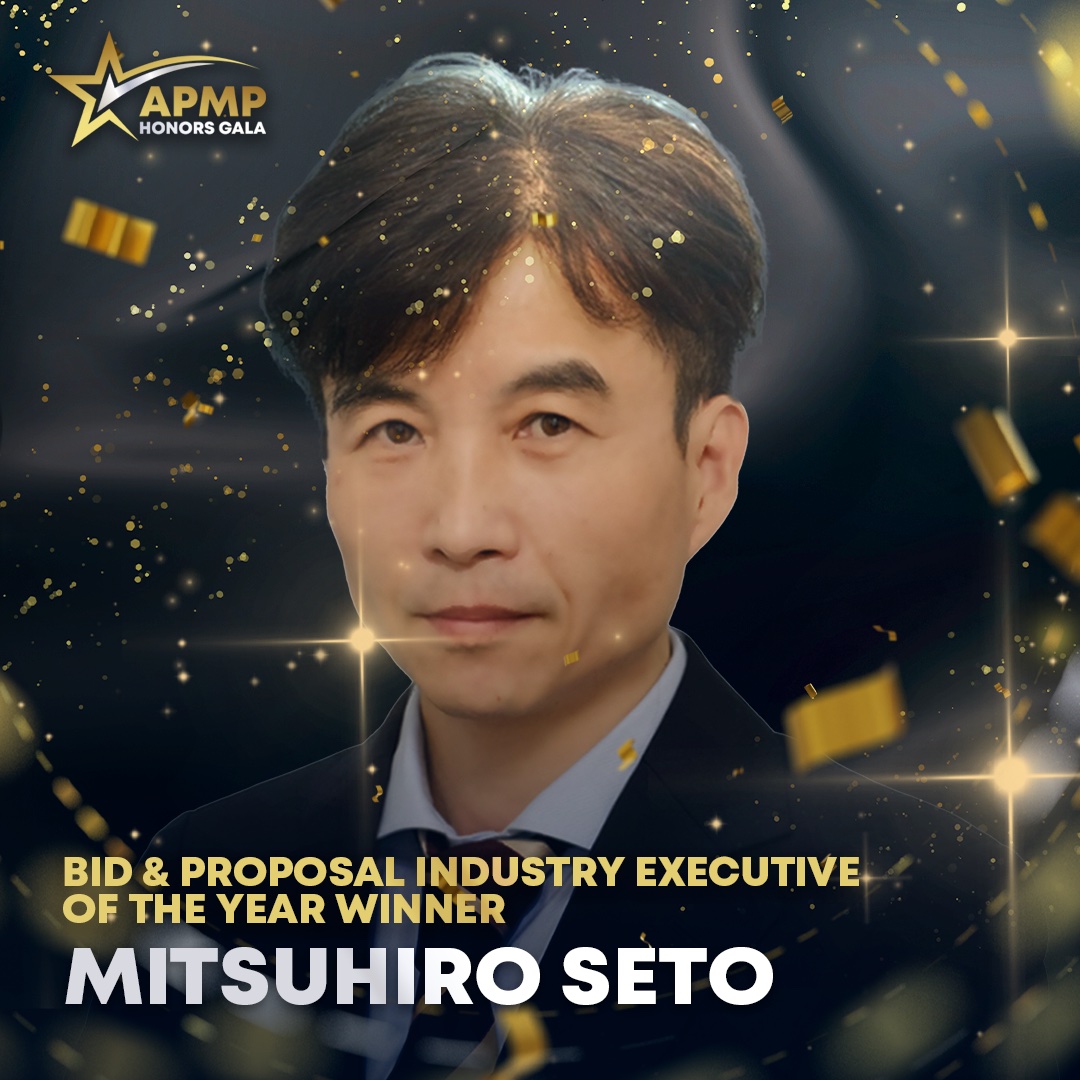 APMP
HONORS GALA
BID & PROPOSAL INDUSTRY EXECUTIVE
OF THE YEAR WINNER
MITSUHIRO SETO